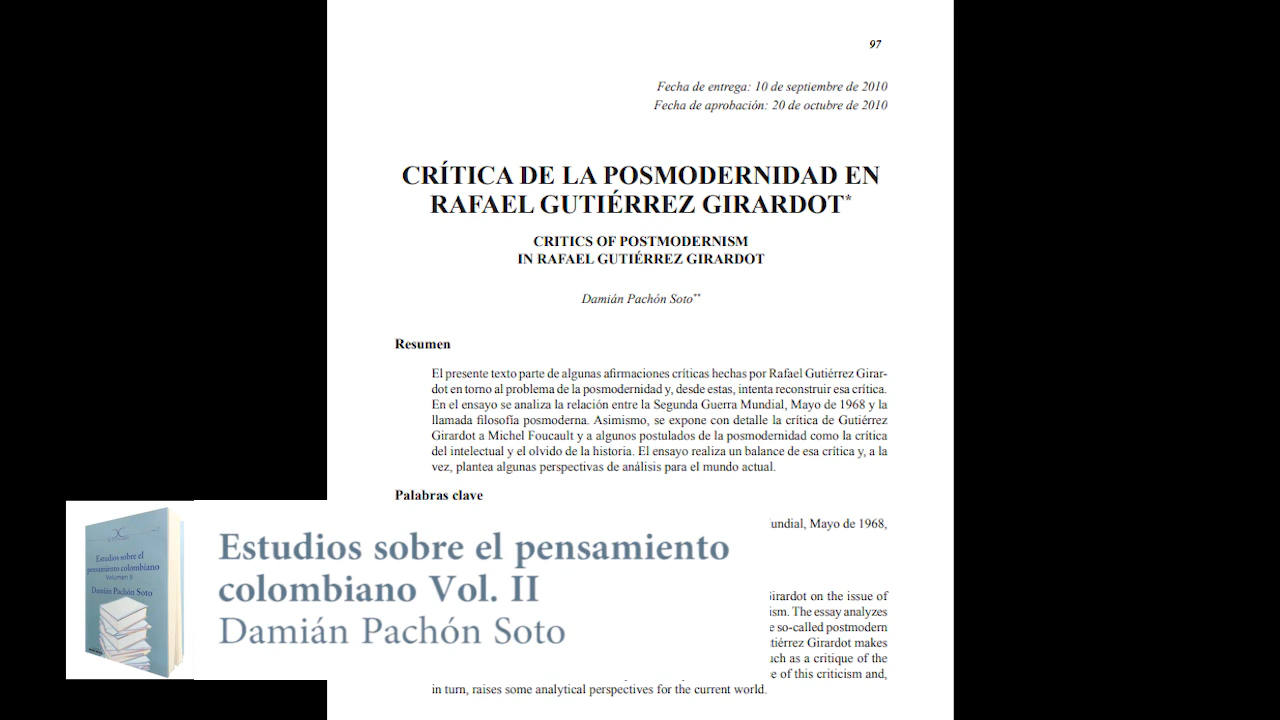 97
Fecha de entrega: 10 de septiembre de 2010
Fecha de aprobación: 20 de octubre de 2010
CRÍTICA DE LA POSMODERNIDAD EN
RAFAEL GUTIÉRREZ GIRARDOT*
CRITICS OF POSTMODERNISM
IN RAFAEL GUTIÉRREZ GIRARDOT
Damián Pachón Soto**
Resumen
El presente texto parte de algunas afirmaciones críticas hechas por Rafael Gutiérrez Girar-
dot en torno al problema de la posmodernidad y, desde estas, intenta reconstruir esa crítica.
En el ensayo se analiza la relación entre la Segunda Guerra Mundial, Mayo de 1968 y la
llamada filosofía posmoderna. Asimismo, se expone con detalle la crítica de Gutiérrez
Girardot a Michel Foucault y a algunos postulados de la posmodernidad como la crítica
del intelectual y el olvido de la historia. El ensayo realiza un balance de esa crítica y, a la
vez, plantea algunas perspectivas de análisis para el mundo actual.
Palabras clave
Mayo de 1968,
on the issue of
The essay analyzes
so-called postmodern
makes
as a critique of the
of this criticism and,
in turn, raises some analytical perspectives for the current world.
Estudios sobre el
pensamiento colombiano
Volumen II
Damián Pachón Soto
Estudios sobre el pensamiento
colombiano Vol. II
Damián Pachón Soto